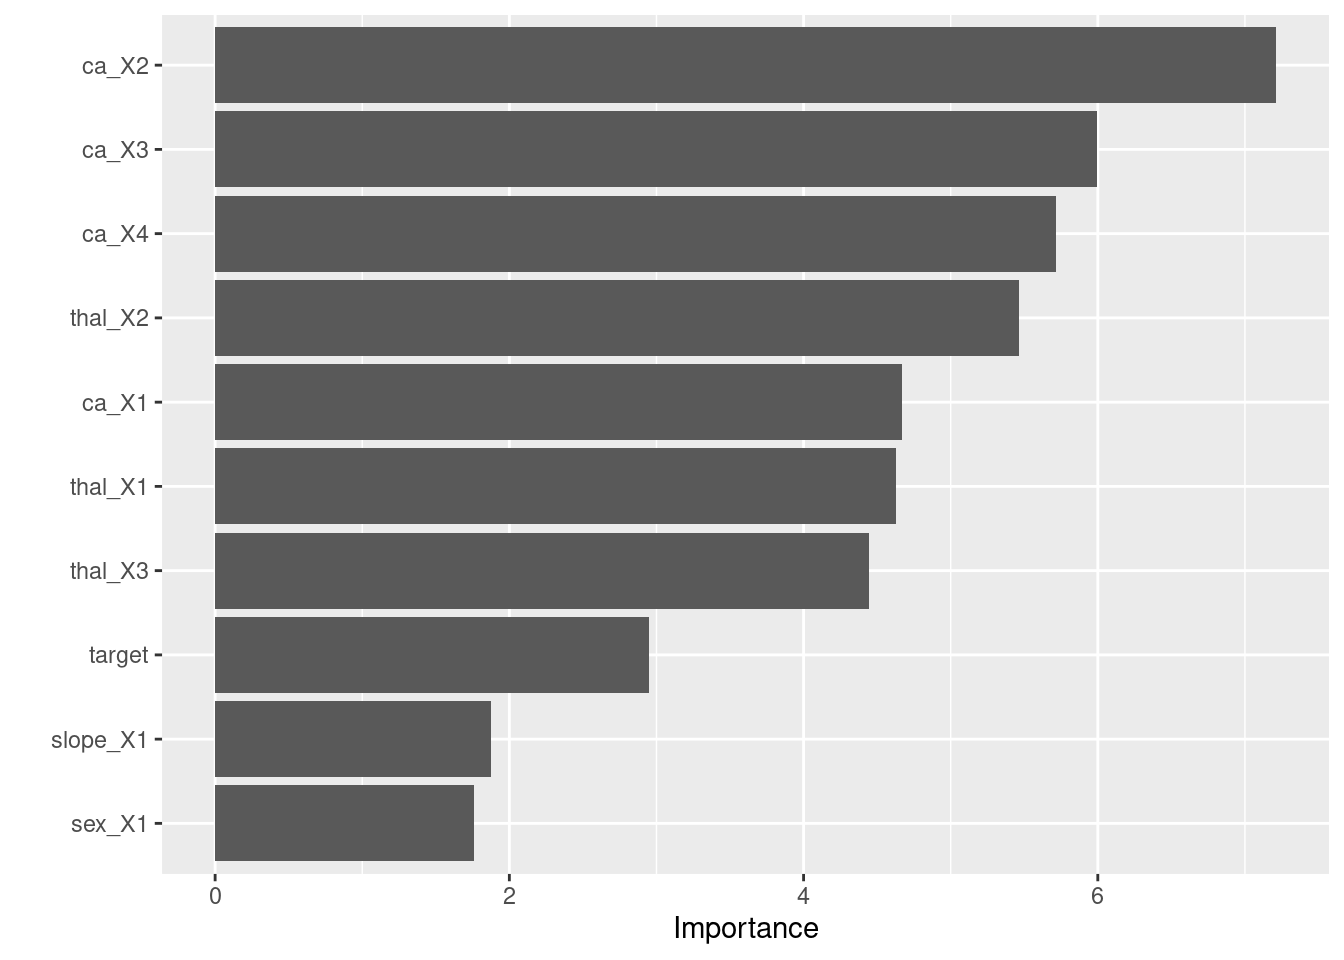 ca_X2
ca_X3
ca_X4
thal_X2
ca_X1
thal_X1
thal_X3
target
slope_X1
sex_X1
0 2 4 6
Importance